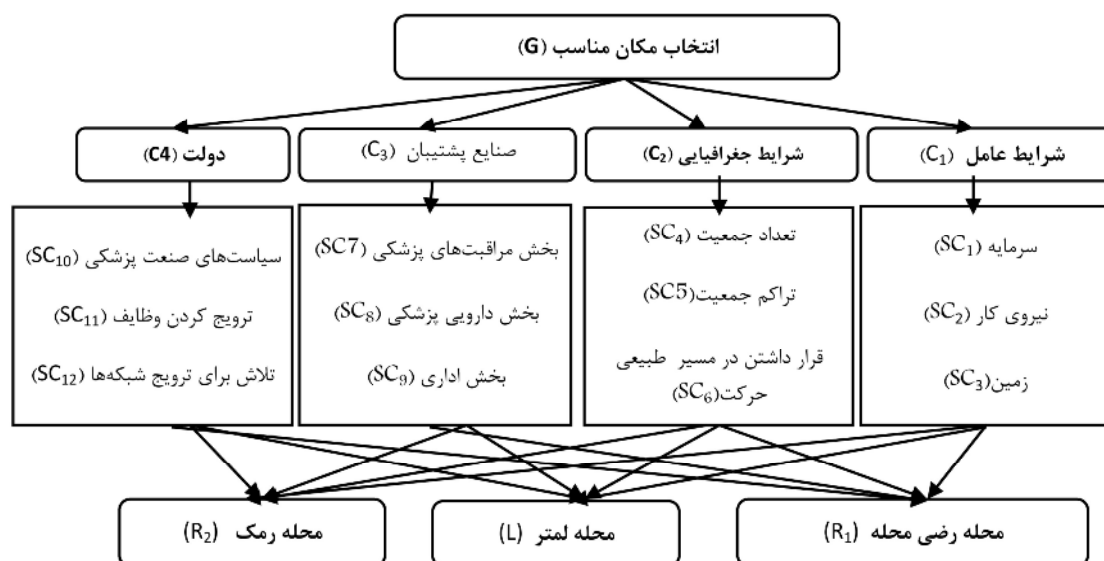 انتخاب مکان مناسب (G)
شرایط عامل (C₁)
شرایط جغرافیایی (C₂)
صنایع پشتیبان (C₃)
دولت (C4)
سرمایه (SC₁)
نیروی کار (SC₂)
زمین(SC₃)
تعداد جمعیت (SC₄)
تراکم جمعیت(SC5)
قرار داشتن در مسیر طبیعی
حرکت(SC₆)
بخش مراقبت‌های پزشکی (SC7)
بخش دارویی پزشکی (SC₈)
بخش اداری (SC₉)
سیاست‌های صنعت پزشکی (SC₁₀)
ترویج کردن وظایف (SC₁₁)
تلاش برای ترویج شبکه‌ها (SC₁₂)
محله رضی محله (R₁)
محله لمتر (L)
محله رمک (R₂)